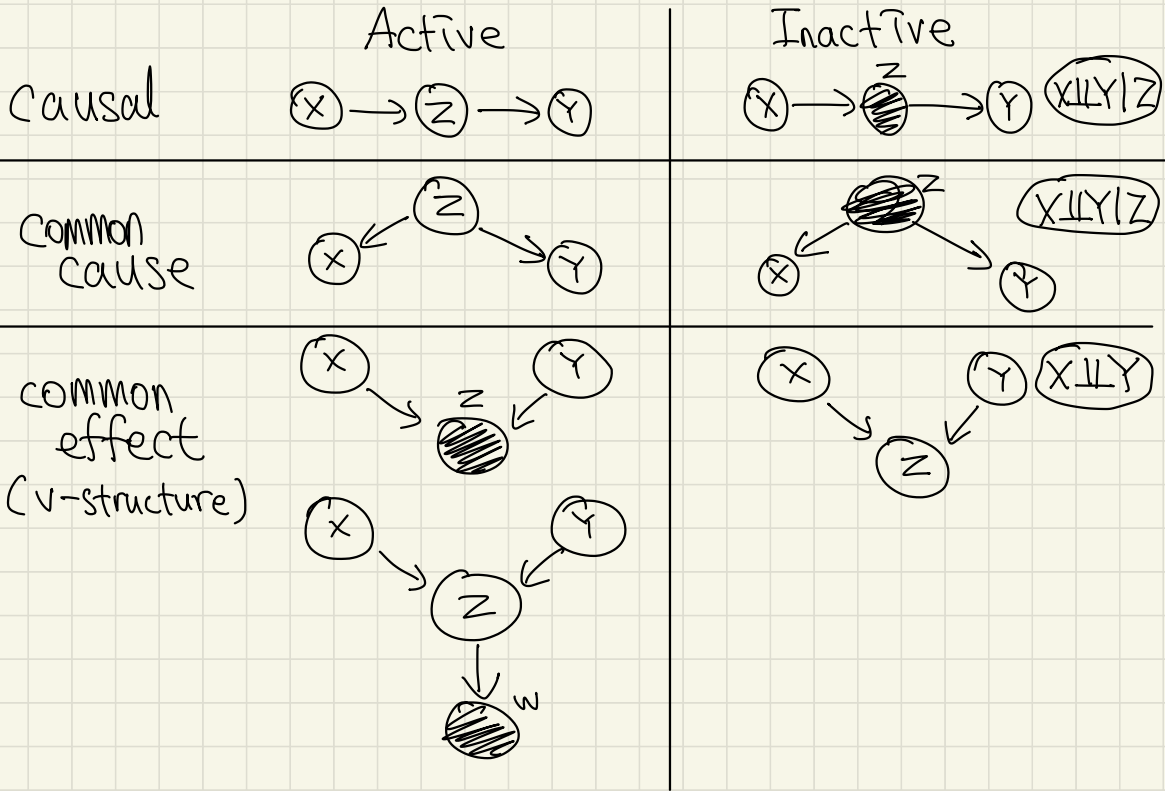 Active Inactive
Causal X Z Y X Z Y X⫫Y|Z
common
cause
Z
X Y
Z
X Y
X⫫Y|Z
common
effect
(v-structure)
X Y
Z
X Y
Z
W
X Y X⫫Y
Z